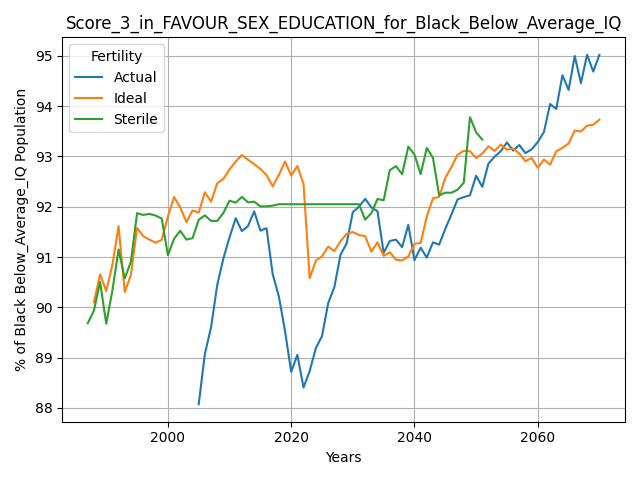 Score_3_in_FAVOUR_SEX_EDUCATION_for_Black_Below_Average_IQ
Fertility
Actual
Ideal
Sterile
% of Black Below_Average_IQ Population
95
94
93
92
91
90
89
88
2000
2020
2040
2060
Years